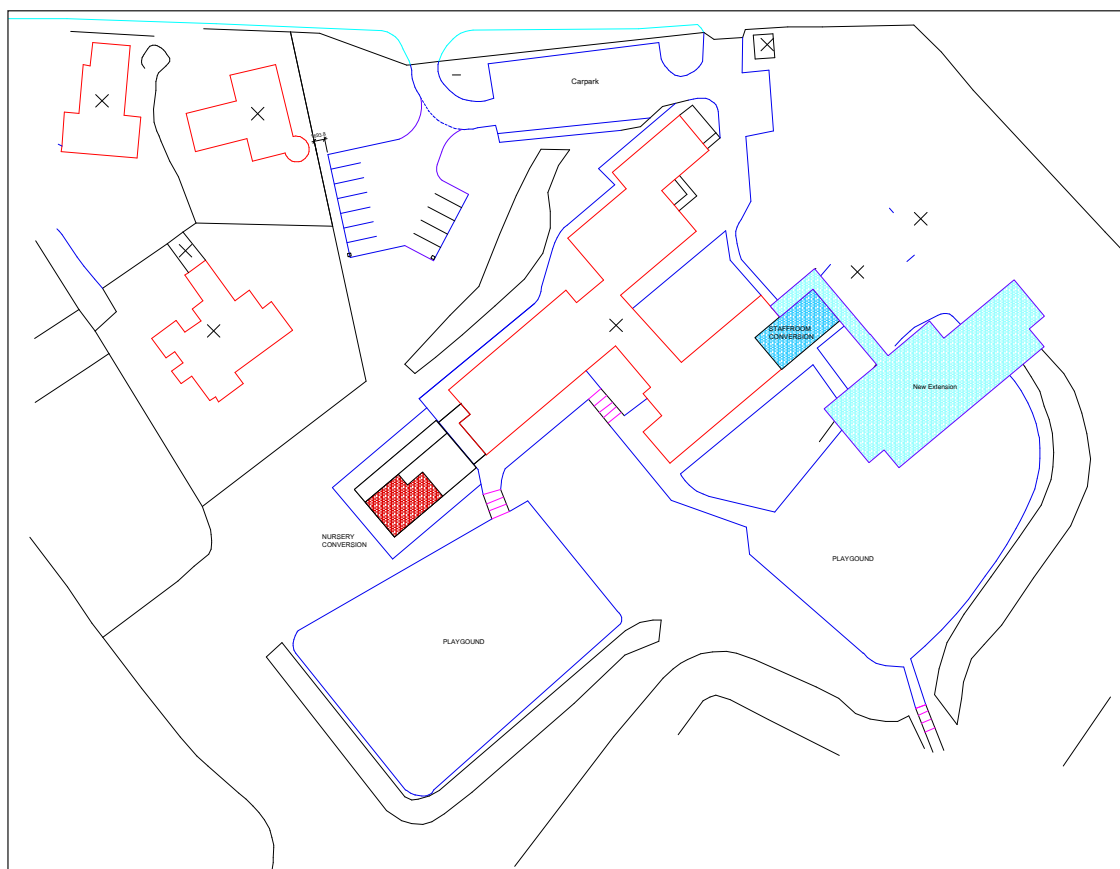 Carpark
STAFFROOM
CONVERSION
New Extension
NURSERY
CONVERSION
PLAYGOUND
PLAYGOUND